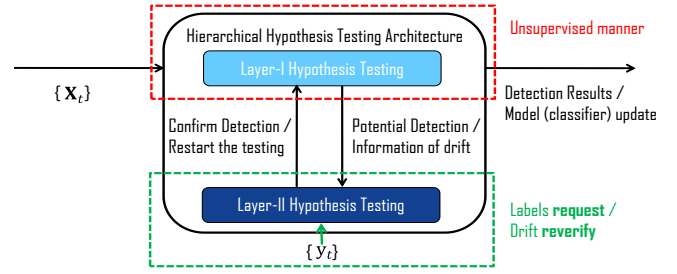 Hierarchical Hypothesis Testing Architecture
Unsupervised manner
Layer-I Hypothesis Testing
{ X_t }
Detection Results /
Model (classifier) update
Confirm Detection /
Restart the testing
Potential Detection /
Information of drift
Layer-II Hypothesis Testing
Labels request /
Drift reverify
{ y_t }